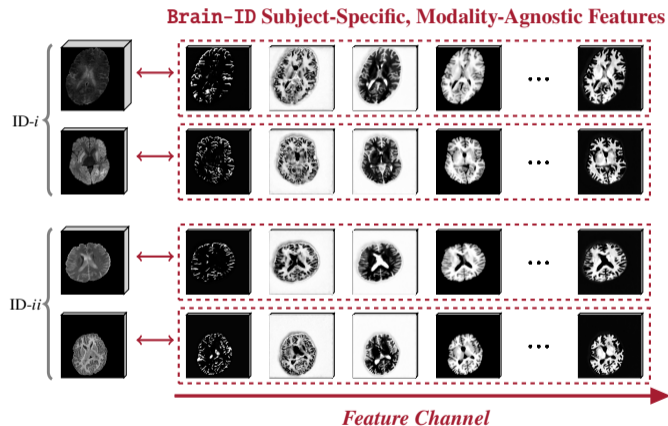 Brain-ID Subject-Specific, Modality-Agnostic Features
ID-i
ID-ii
Feature Channel